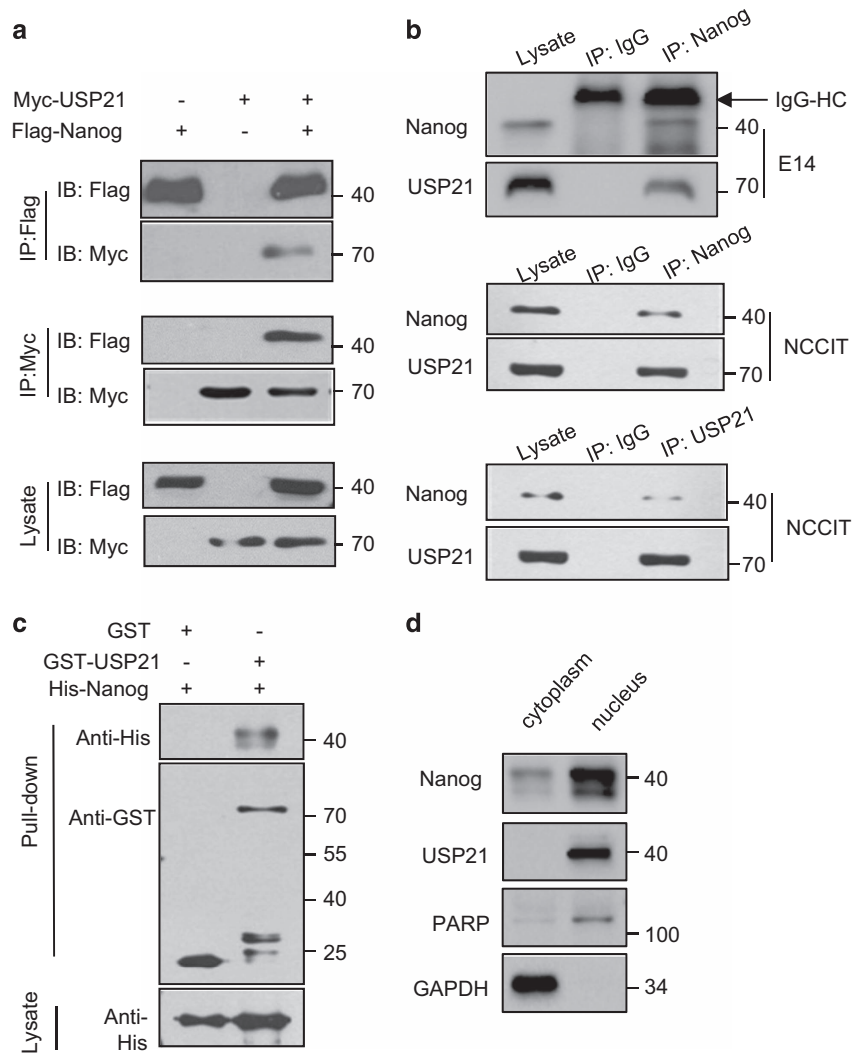 a
Myc-USP21 - + +
Flag-Nanog + - +
IP:Flag
IB: Flag 40
IB: Myc 70
IP:Myc
IB: Flag 40
IB: Myc 70
Lysate
IB: Flag 40
IB: Myc 70
b
Lysate IP: IgG IP: Nanog
IgG-HC
Nanog 40
USP21 70
E14
Lysate IP: IgG IP: Nanog
Nanog 40
USP21 70
NCCIT
Lysate IP: IgG IP: USP21
Nanog 40
USP21 70
NCCIT
c
GST + -
GST-USP21 - +
His-Nanog + +
Pull-down
Anti-His 40
Anti-GST 70
55
40
25
Lysate
Anti-
His
d
cytoplasm nucleus
Nanog 40
USP21 40
PARP 100
GAPDH 34